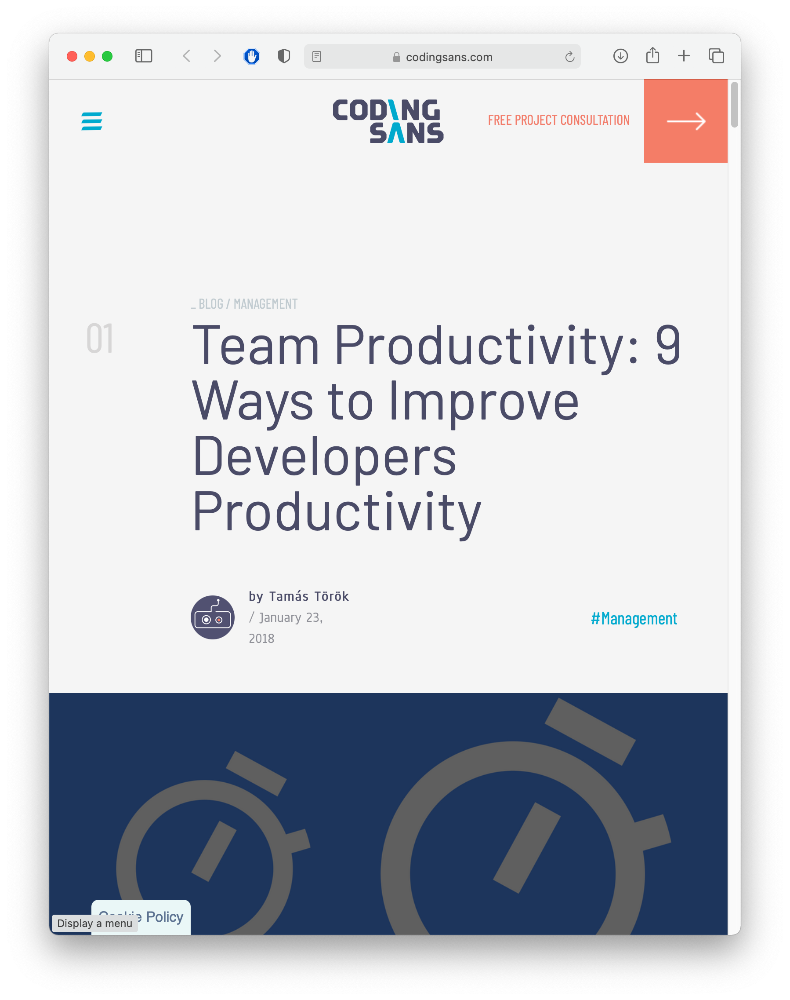 codingsans.com
CODING
SANS
FREE PROJECT CONSULTATION
_ BLOG / MANAGEMENT
01
Team Productivity: 9
Ways to Improve
Developers
Productivity
by Tamás Török
/ January 23,
2018
#Management
Cookie Policy
Display a menu